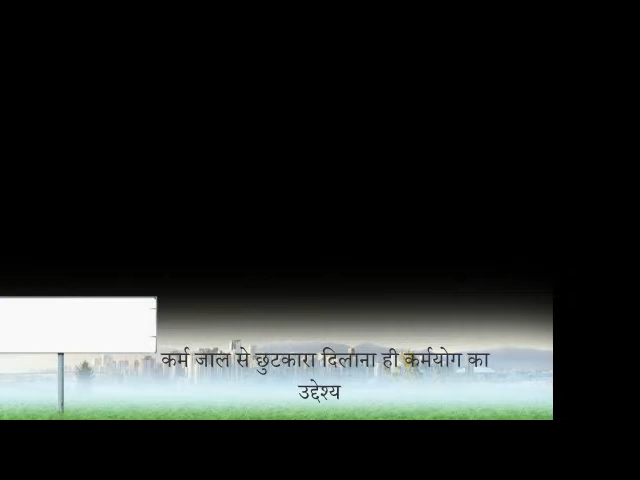 कर्म जाल से छुटकारा दिलाना ही कर्मयोग का
उद्देश्य